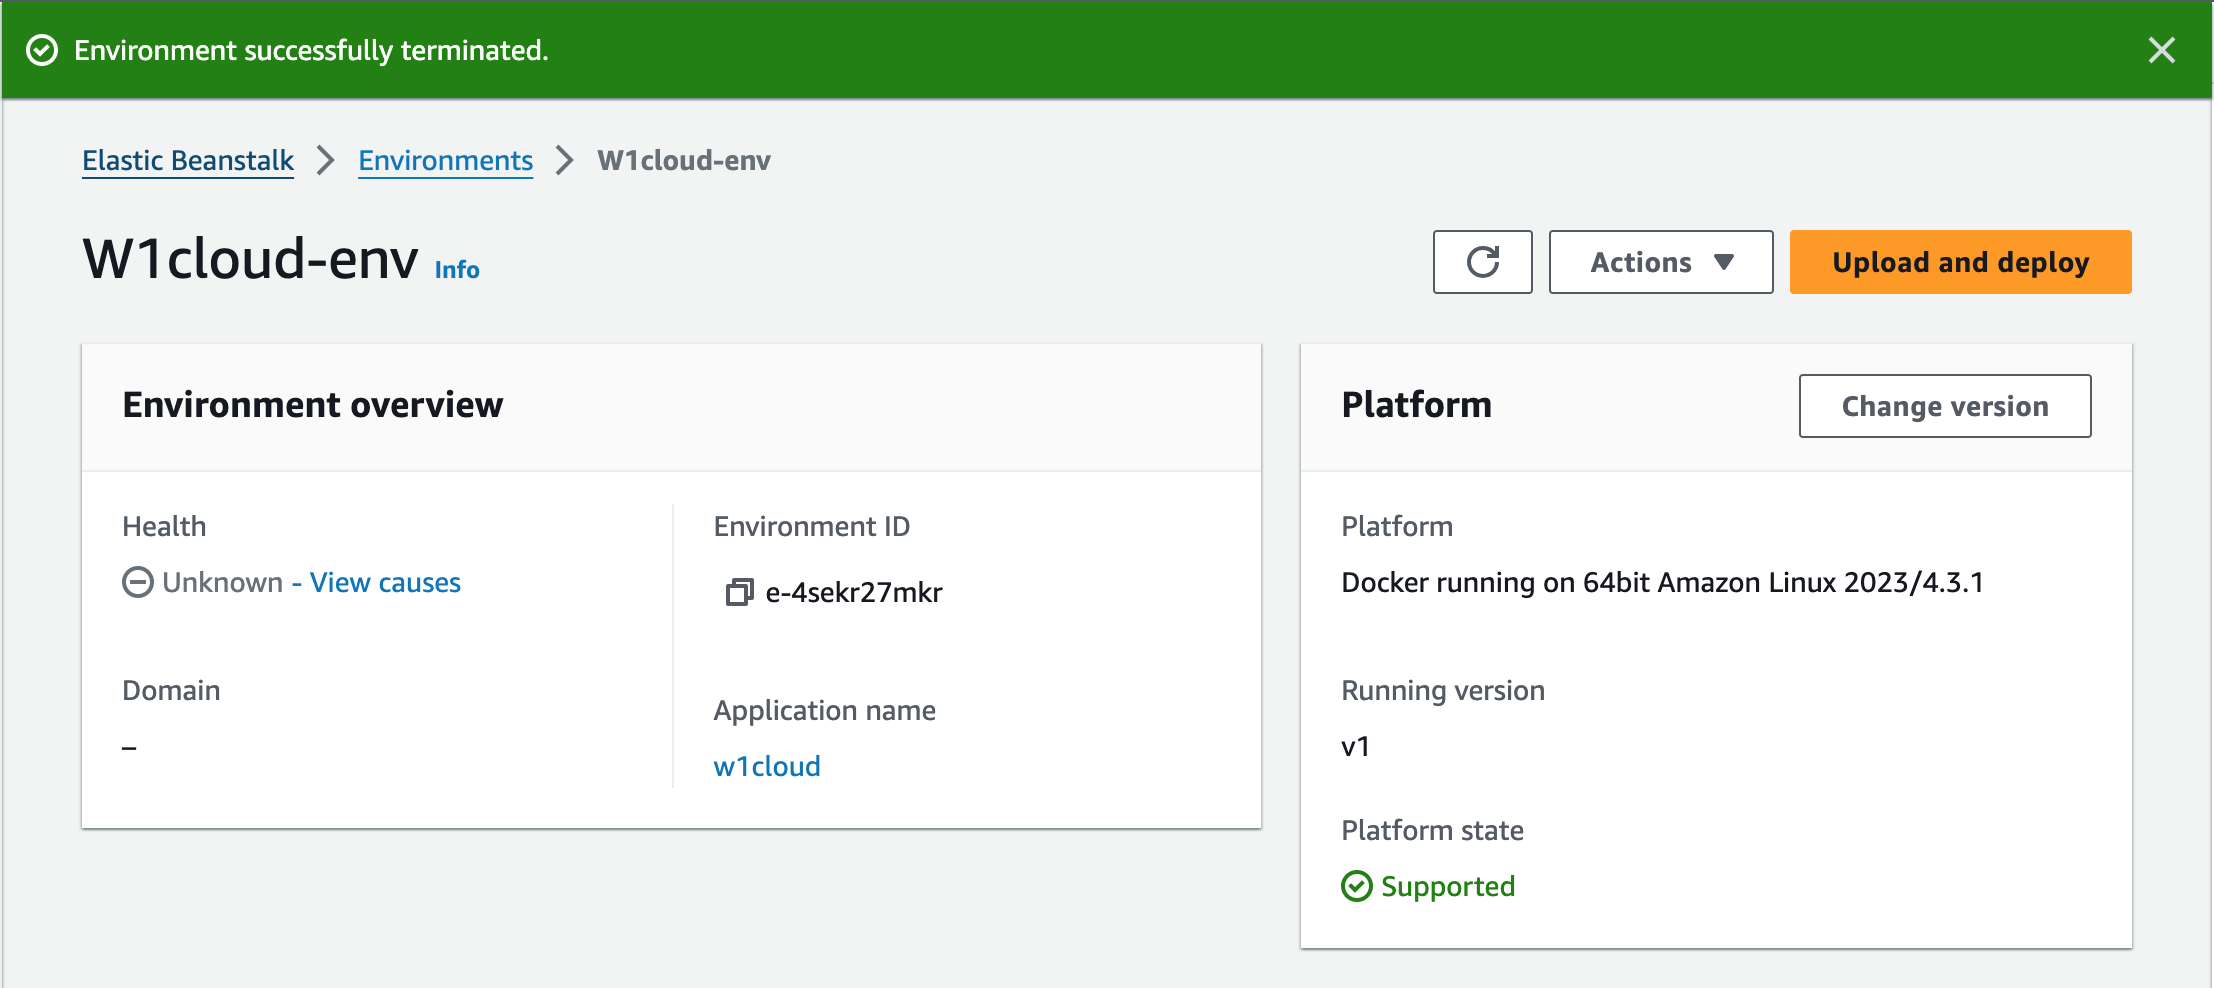 Environment successfully terminated.
Elastic Beanstalk > Environments > W1cloud-env
W1cloud-env Info
Actions
Upload and deploy
Environment overview
Health
Unknown - View causes
Domain
–
Environment ID
e-4sekr27mkr
Application name
w1cloud
Platform
Change version
Platform
Docker running on 64bit Amazon Linux 2023/4.3.1
Running version
v1
Platform state
Supported